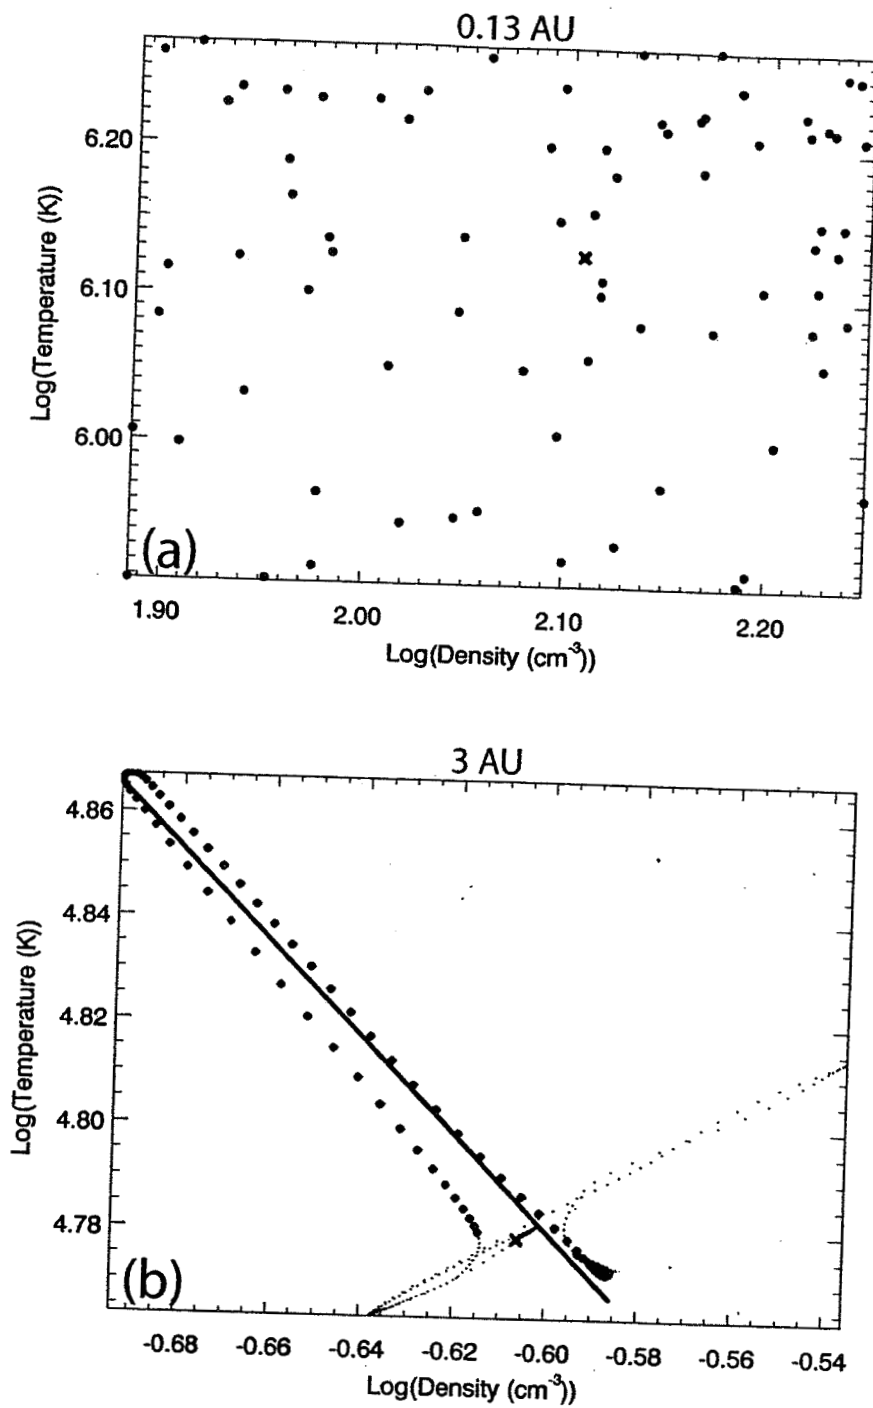 0.13 AU
6.20
6.10
6.00
Log(Temperature (K))
(a)
1.90 2.00 2.10 2.20
Log(Density (cm⁻³))
3 AU
4.86
4.84
4.82
4.80
4.78
Log(Temperature (K))
(b)
-0.68 -0.66 -0.64 -0.62 -0.60 -0.58 -0.56 -0.54
Log(Density (cm⁻³))